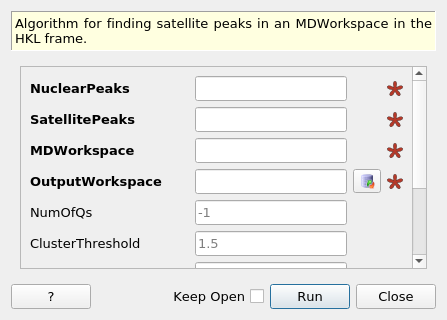 Algorithm for finding satellite peaks in an MDWorkspace in the
HKL frame.
NuclearPeaks
SatellitePeaks
MDWorkspace
OutputWorkspace
NumOfQs -1
ClusterThreshold 1.5
? Keep Open Run Close